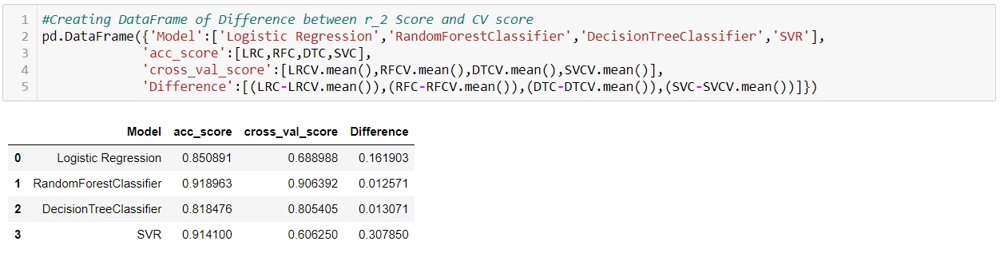 1 #Creating DataFrame of Difference between r_2 Score and CV score
2 pd.DataFrame({'Model':['Logistic Regression','RandomForestClassifier','DecisionTreeClassifier','SVR'],
3 'acc_score':[LRC,RFC,DTC,SVC],
4 'cross_val_score':[LRCV.mean(),RFCV.mean(),DTCV.mean(),SVCV.mean()],
5 'Difference':[(LRC-LRCV.mean()),(RFC-RFCV.mean()),(DTC-DTCV.mean()),(SVC-SVCV.mean())]})
Model acc_score cross_val_score Difference
0 Logistic Regression 0.850891 0.688988 0.161903
1 RandomForestClassifier 0.918963 0.906392 0.012571
2 DecisionTreeClassifier 0.818476 0.805405 0.013071
3 SVR 0.914100 0.606250 0.307850